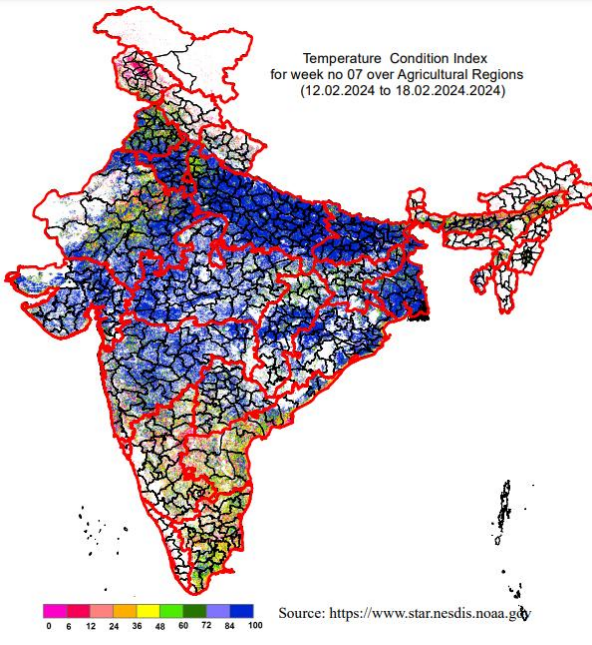 Temperature Condition Index
for week no 07 over Agricultural Regions
(12.02.2024 to 18.02.2024.2024)
0 6 12 24 36 48 60 72 84 100
Source: https://www.star.nesdis.noaa.gov